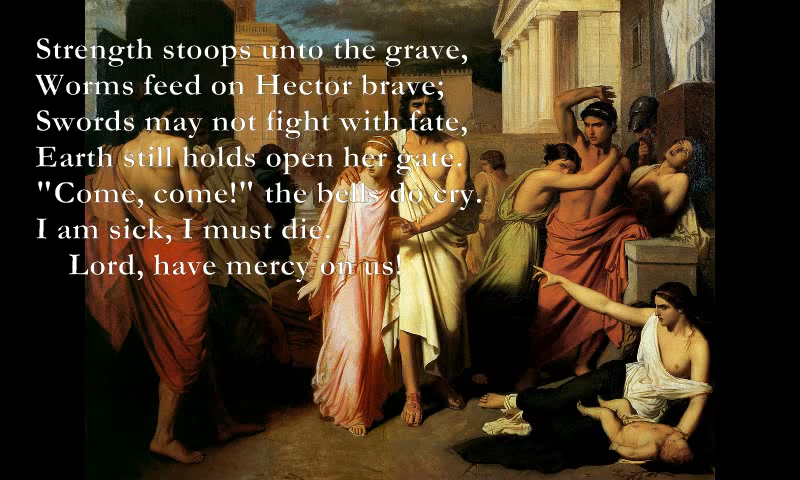 Strength stoops unto the grave,
Worms feed on Hector brave;
Swords may not fight with fate,
Earth still holds open her gate.
"Come, come!" the bells do cry.
I am sick, I must die.
Lord, have mercy on us!